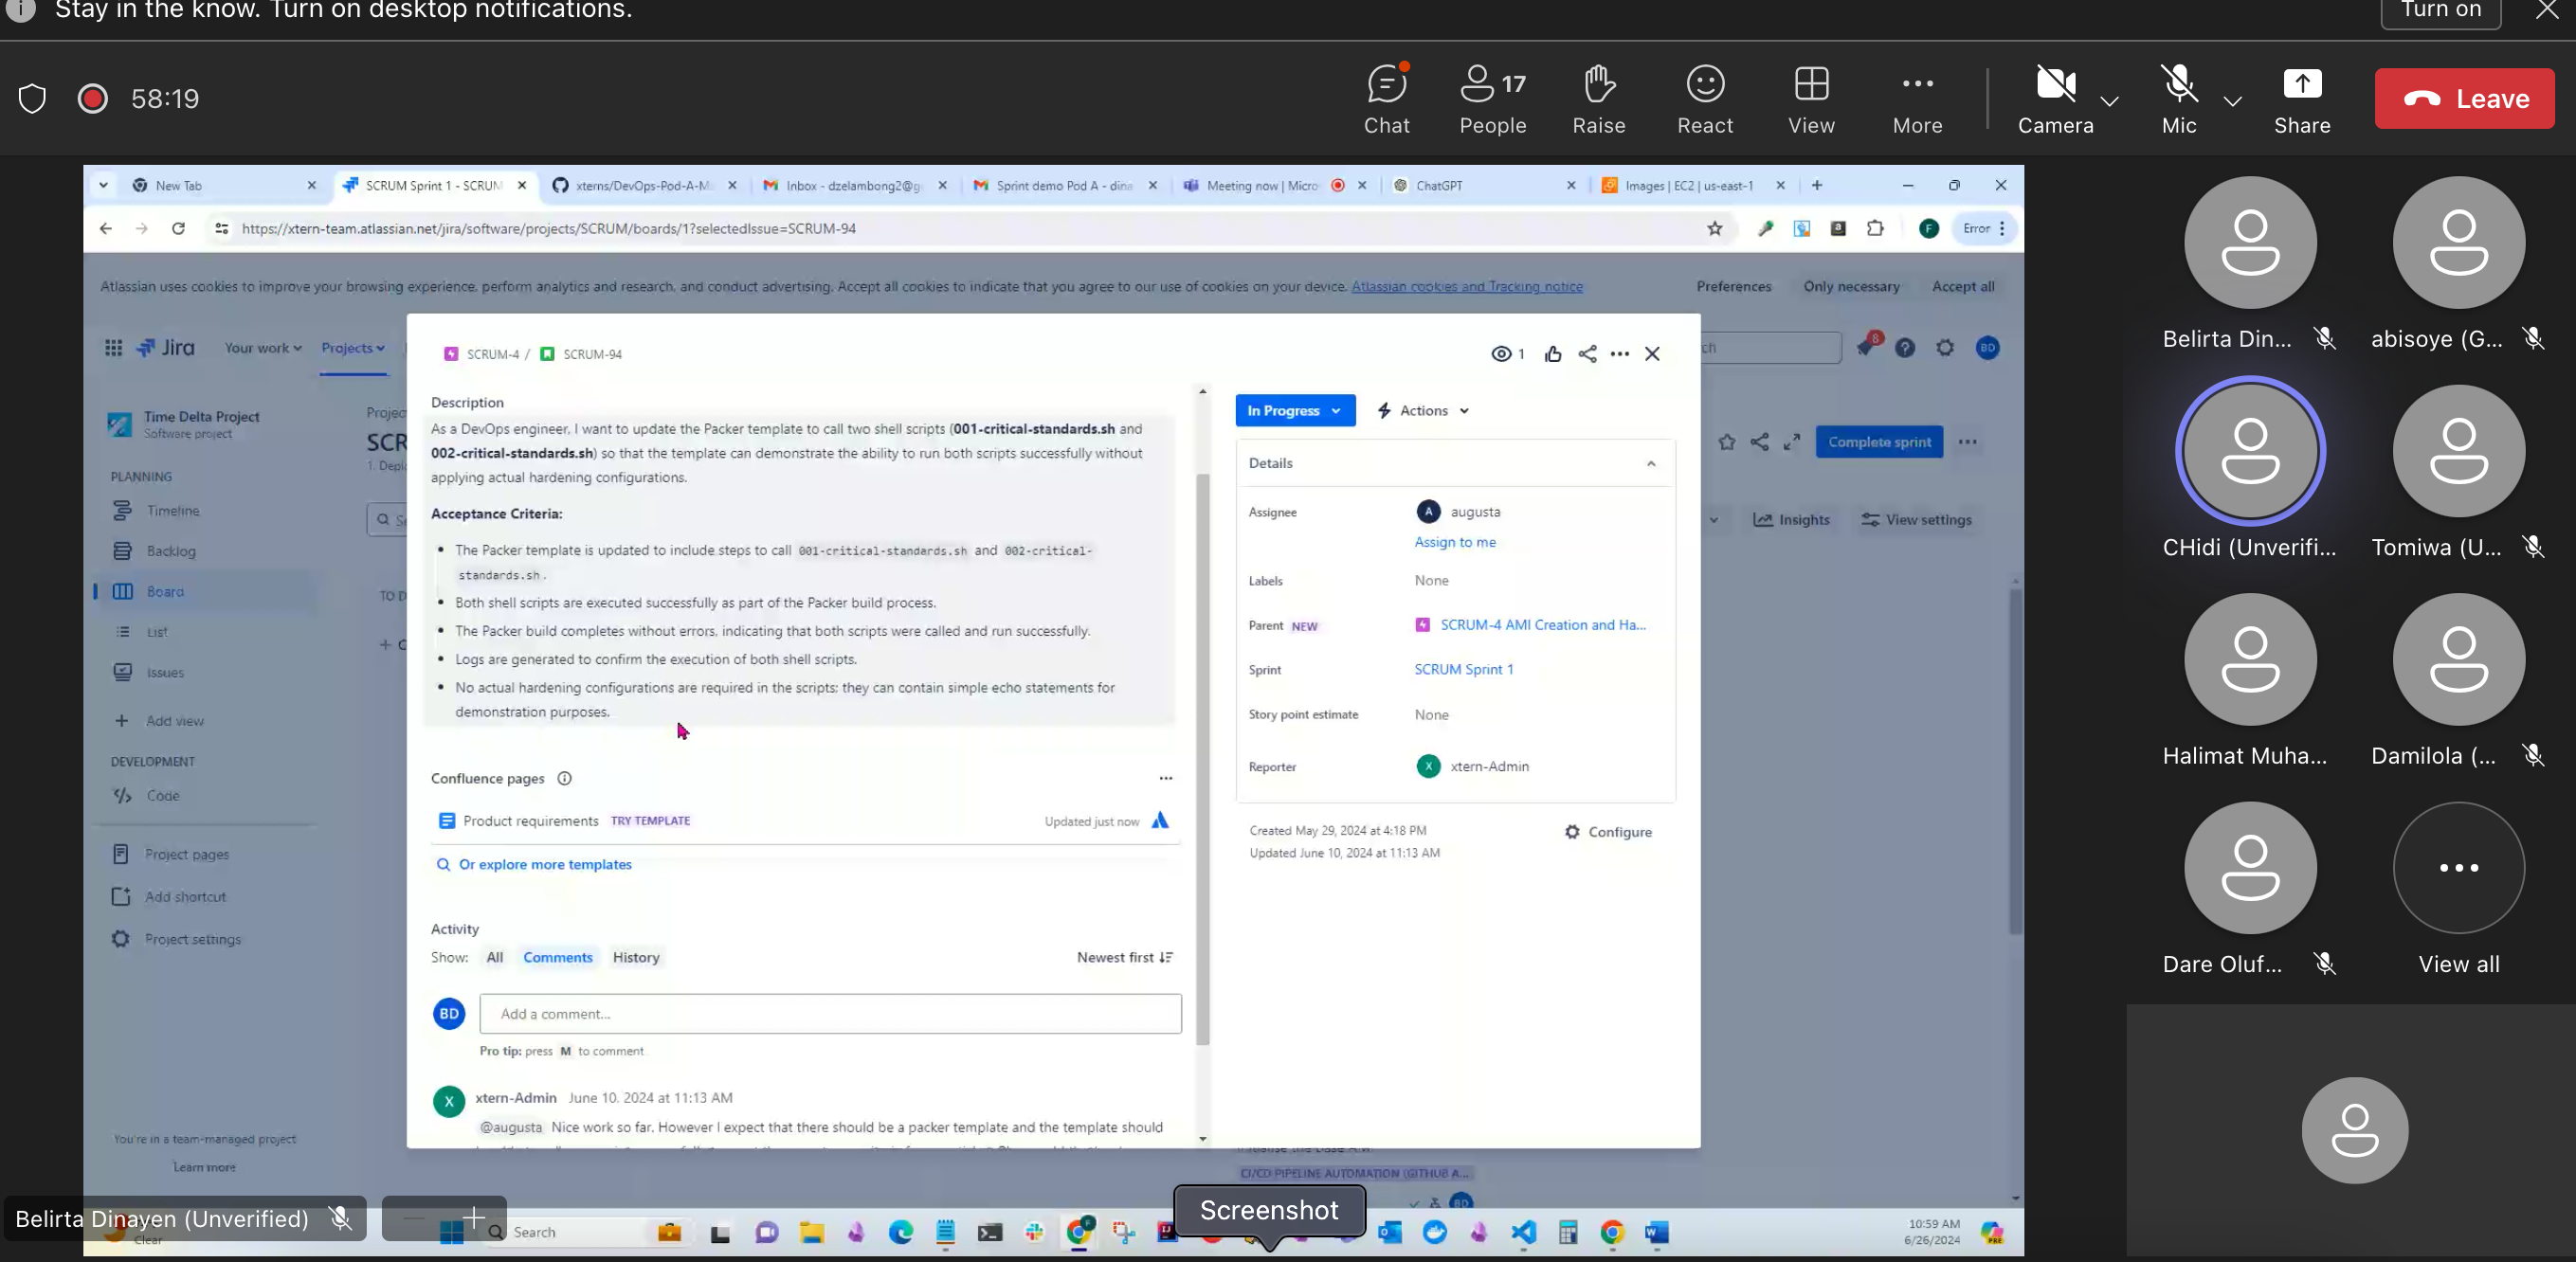 Stay in the know. Turn on desktop notifications.
Turn on
58:19
Chat
17
People
Raise
React
View
More
Camera
Mic
Share
Leave
New Tab
SCRUM Sprint 1 - SCRUM
xterns/DevOps-Pod-A-M
Inbox - dzelambong2@g
Sprint demo Pod A - dina
Meeting now | Micro
ChatGPT
Images | EC2 | us-east-1
https://xtern-team.atlassian.net/jira/software/projects/SCRUM/boards/1?selectedIssue=SCRUM-94
F
Error
Atlassian uses cookies to improve your browsing experience, perform analytics and research, and conduct advertising. Accept all cookies to indicate that you agree to our use of cookies on your device. Atlassian cookies and Tracking notice
Preferences
Only necessary
Accept all
Jira
Your work
Projects
8
BD
Time Delta Project
Software project
PLANNING
Timeline
Backlog
Board
List
Issues
Add view
DEVELOPMENT
Code
Project pages
Add shortcut
Project settings
You're in a team-managed project
Learn more
Projec
SCR
TO D
Complete sprint
Insights
View settings
SCRUM-4 / SCRUM-94
1
Description
As a DevOps engineer, I want to update the Packer template to call two shell scripts (001-critical-standards.sh and
002-critical-standards.sh) so that the template can demonstrate the ability to run both scripts successfully without
applying actual hardening configurations.
Acceptance Criteria:
• The Packer template is updated to include steps to call 001-critical-standards.sh and 002-critical-
standards.sh .
• Both shell scripts are executed successfully as part of the Packer build process.
• The Packer build completes without errors, indicating that both scripts were called and run successfully.
• Logs are generated to confirm the execution of both shell scripts.
• No actual hardening configurations are required in the scripts; they can contain simple echo statements for
demonstration purposes.
Confluence pages
Product requirements TRY TEMPLATE
Updated just now
Or explore more templates
Activity
Show: All Comments History
Newest first
BD
Add a comment...
Pro tip: press M to comment
X
xtern-Admin June 10, 2024 at 11:13 AM
@augusta Nice work so far. However I expect that there should be a packer template and the template should
In Progress
Actions
Details
Assignee
A augusta
Assign to me
Labels
None
Parent NEW
SCRUM-4 AMI Creation and Ha...
Sprint
SCRUM Sprint 1
Story point estimate
None
Reporter
X xtern-Admin
Created May 29, 2024 at 4:18 PM
Updated June 10, 2024 at 11:13 AM
Configure
CI/CD PIPELINE AUTOMATION (GITHUB A...
BD
Screenshot
Belirta Dinayen (Unverified)
Clear
Search
10:59 AM
6/26/2024
Belirta Din...
abisoye (G...
CHidi (Unverifi...
Tomiwa (U...
Halimat Muha...
Damilola (...
Dare Oluf...
View all